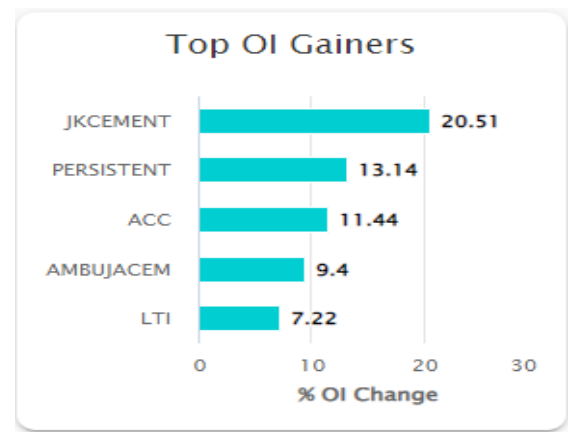 Top OI Gainers
JKCEMENT 20.51
PERSISTENT 13.14
ACC 11.44
AMBUJACEM 9.4
LTI 7.22
0 10 20 30
% OI Change